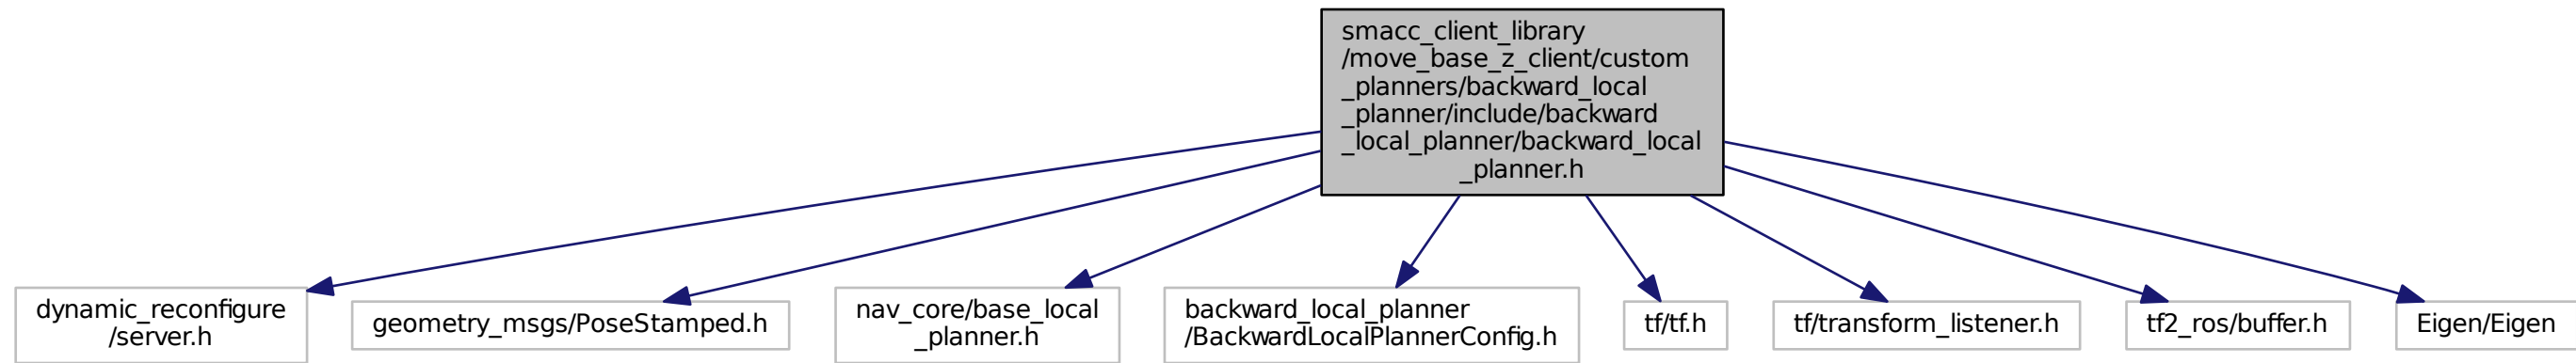 smacc_client_library
/move_base_z_client/custom
_planners/backward_local
_planner/include/backward
_local_planner/backward_local
_planner.h
dynamic_reconfigure
/server.h
geometry_msgs/PoseStamped.h
nav_core/base_local
_planner.h
backward_local_planner
/BackwardLocalPlannerConfig.h
tf/tf.h
tf/transform_listener.h
tf2_ros/buffer.h
Eigen/Eigen